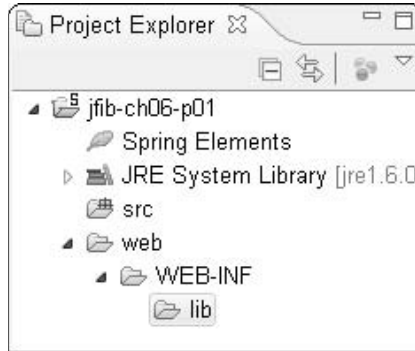 Project Explorer
jfib-ch06-p01
Spring Elements
JRE System Library [jre1.6.0
src
web
WEB-INF
lib